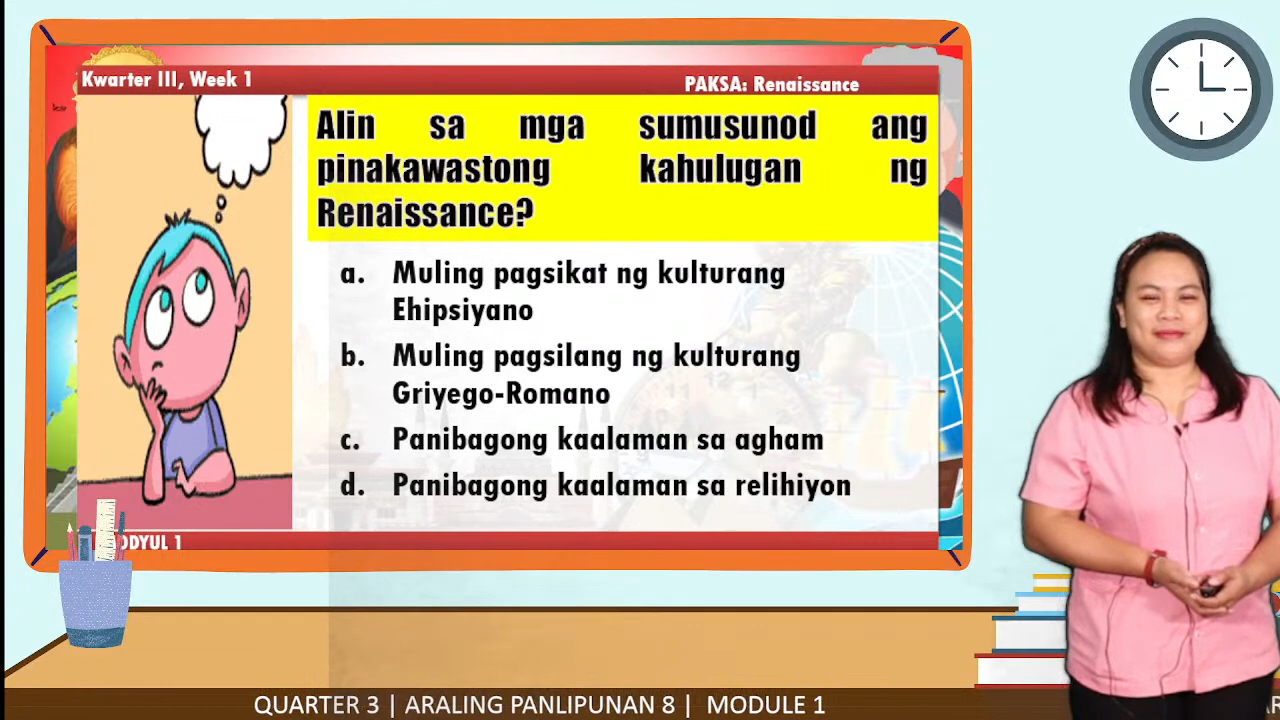 Kwarter III, Week 1
PAKSA: Renaissance
Alin sa mga sumusunod ang
pinakawastong kahulugan ng
Renaissance?
a. Muling pagsikat ng kulturang
Ehipsiyano
b. Muling pagsilang ng kulturang
Griyego-Romano
c. Panibagong kaalaman sa agham
d. Panibagong kaalaman sa relihiyon
ODYUL 1
QUARTER 3 | ARALING PANLIPUNAN 8 | MODULE 1